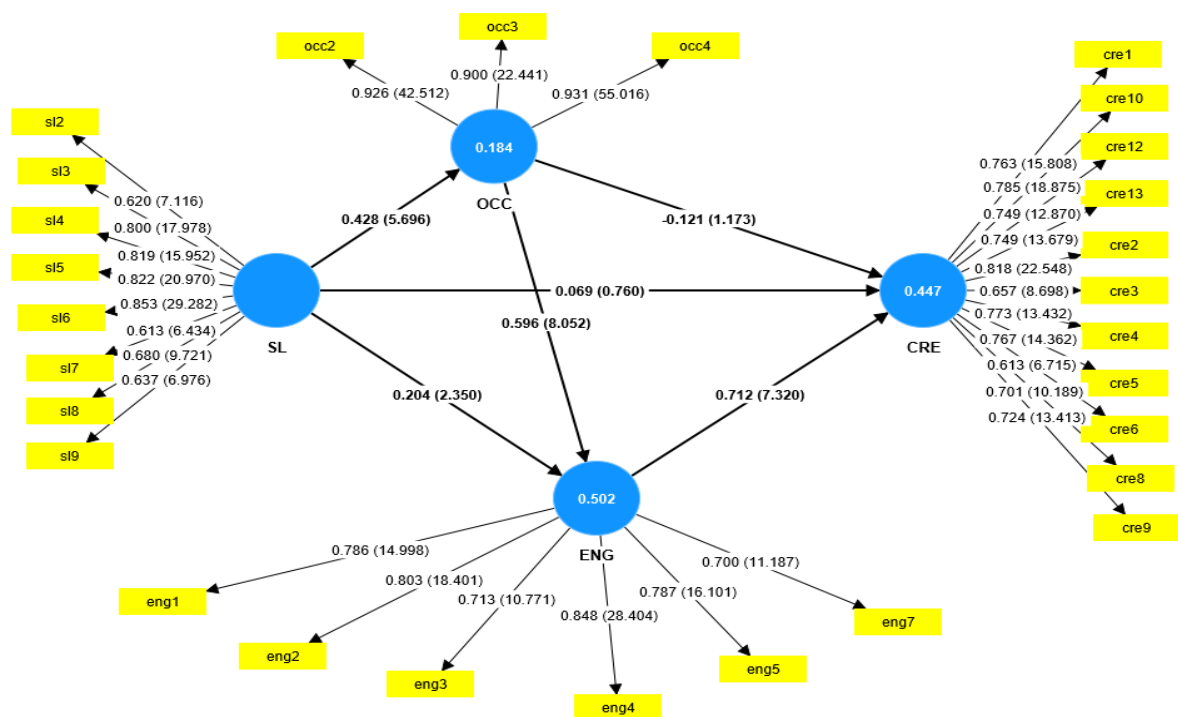 occ3
occ2
occ4
cre1
0.900 (22.441)
0.926 (42.512)
0.931 (55.016)
cre10
sl2
cre12
0.184
sl3
0.763 (15.808)
0.785 (18.875)
cre13
0.620 (7.116)
OCC
0.749 (12.870)
sl4
0.800 (17.978)
0.428 (5.696)
-0.121 (1.173)
0.749 (13.679)
cre2
0.819 (15.952)
sl5
0.818 (22.548)
0.822 (20.970)
0.069 (0.760)
0.447
0.657 (8.698)
cre3
0.853 (29.282)
sl6
0.773 (13.432)
0.613 (6.434)
0.596 (8.052)
0.767 (14.362)
cre4
SL
CRE
0.680 (9.721)
0.613 (6.715)
sl7
0.637 (6.976)
cre5
0.204 (2.350)
0.712 (7.320)
0.701 (10.189)
sl8
0.724 (13.413)
cre6
sl9
cre8
0.502
cre9
0.786 (14.998)
ENG
0.700 (11.187)
0.803 (18.401)
0.787 (16.101)
0.713 (10.771)
eng1
0.848 (28.404)
eng7
eng2
eng5
eng3
eng4